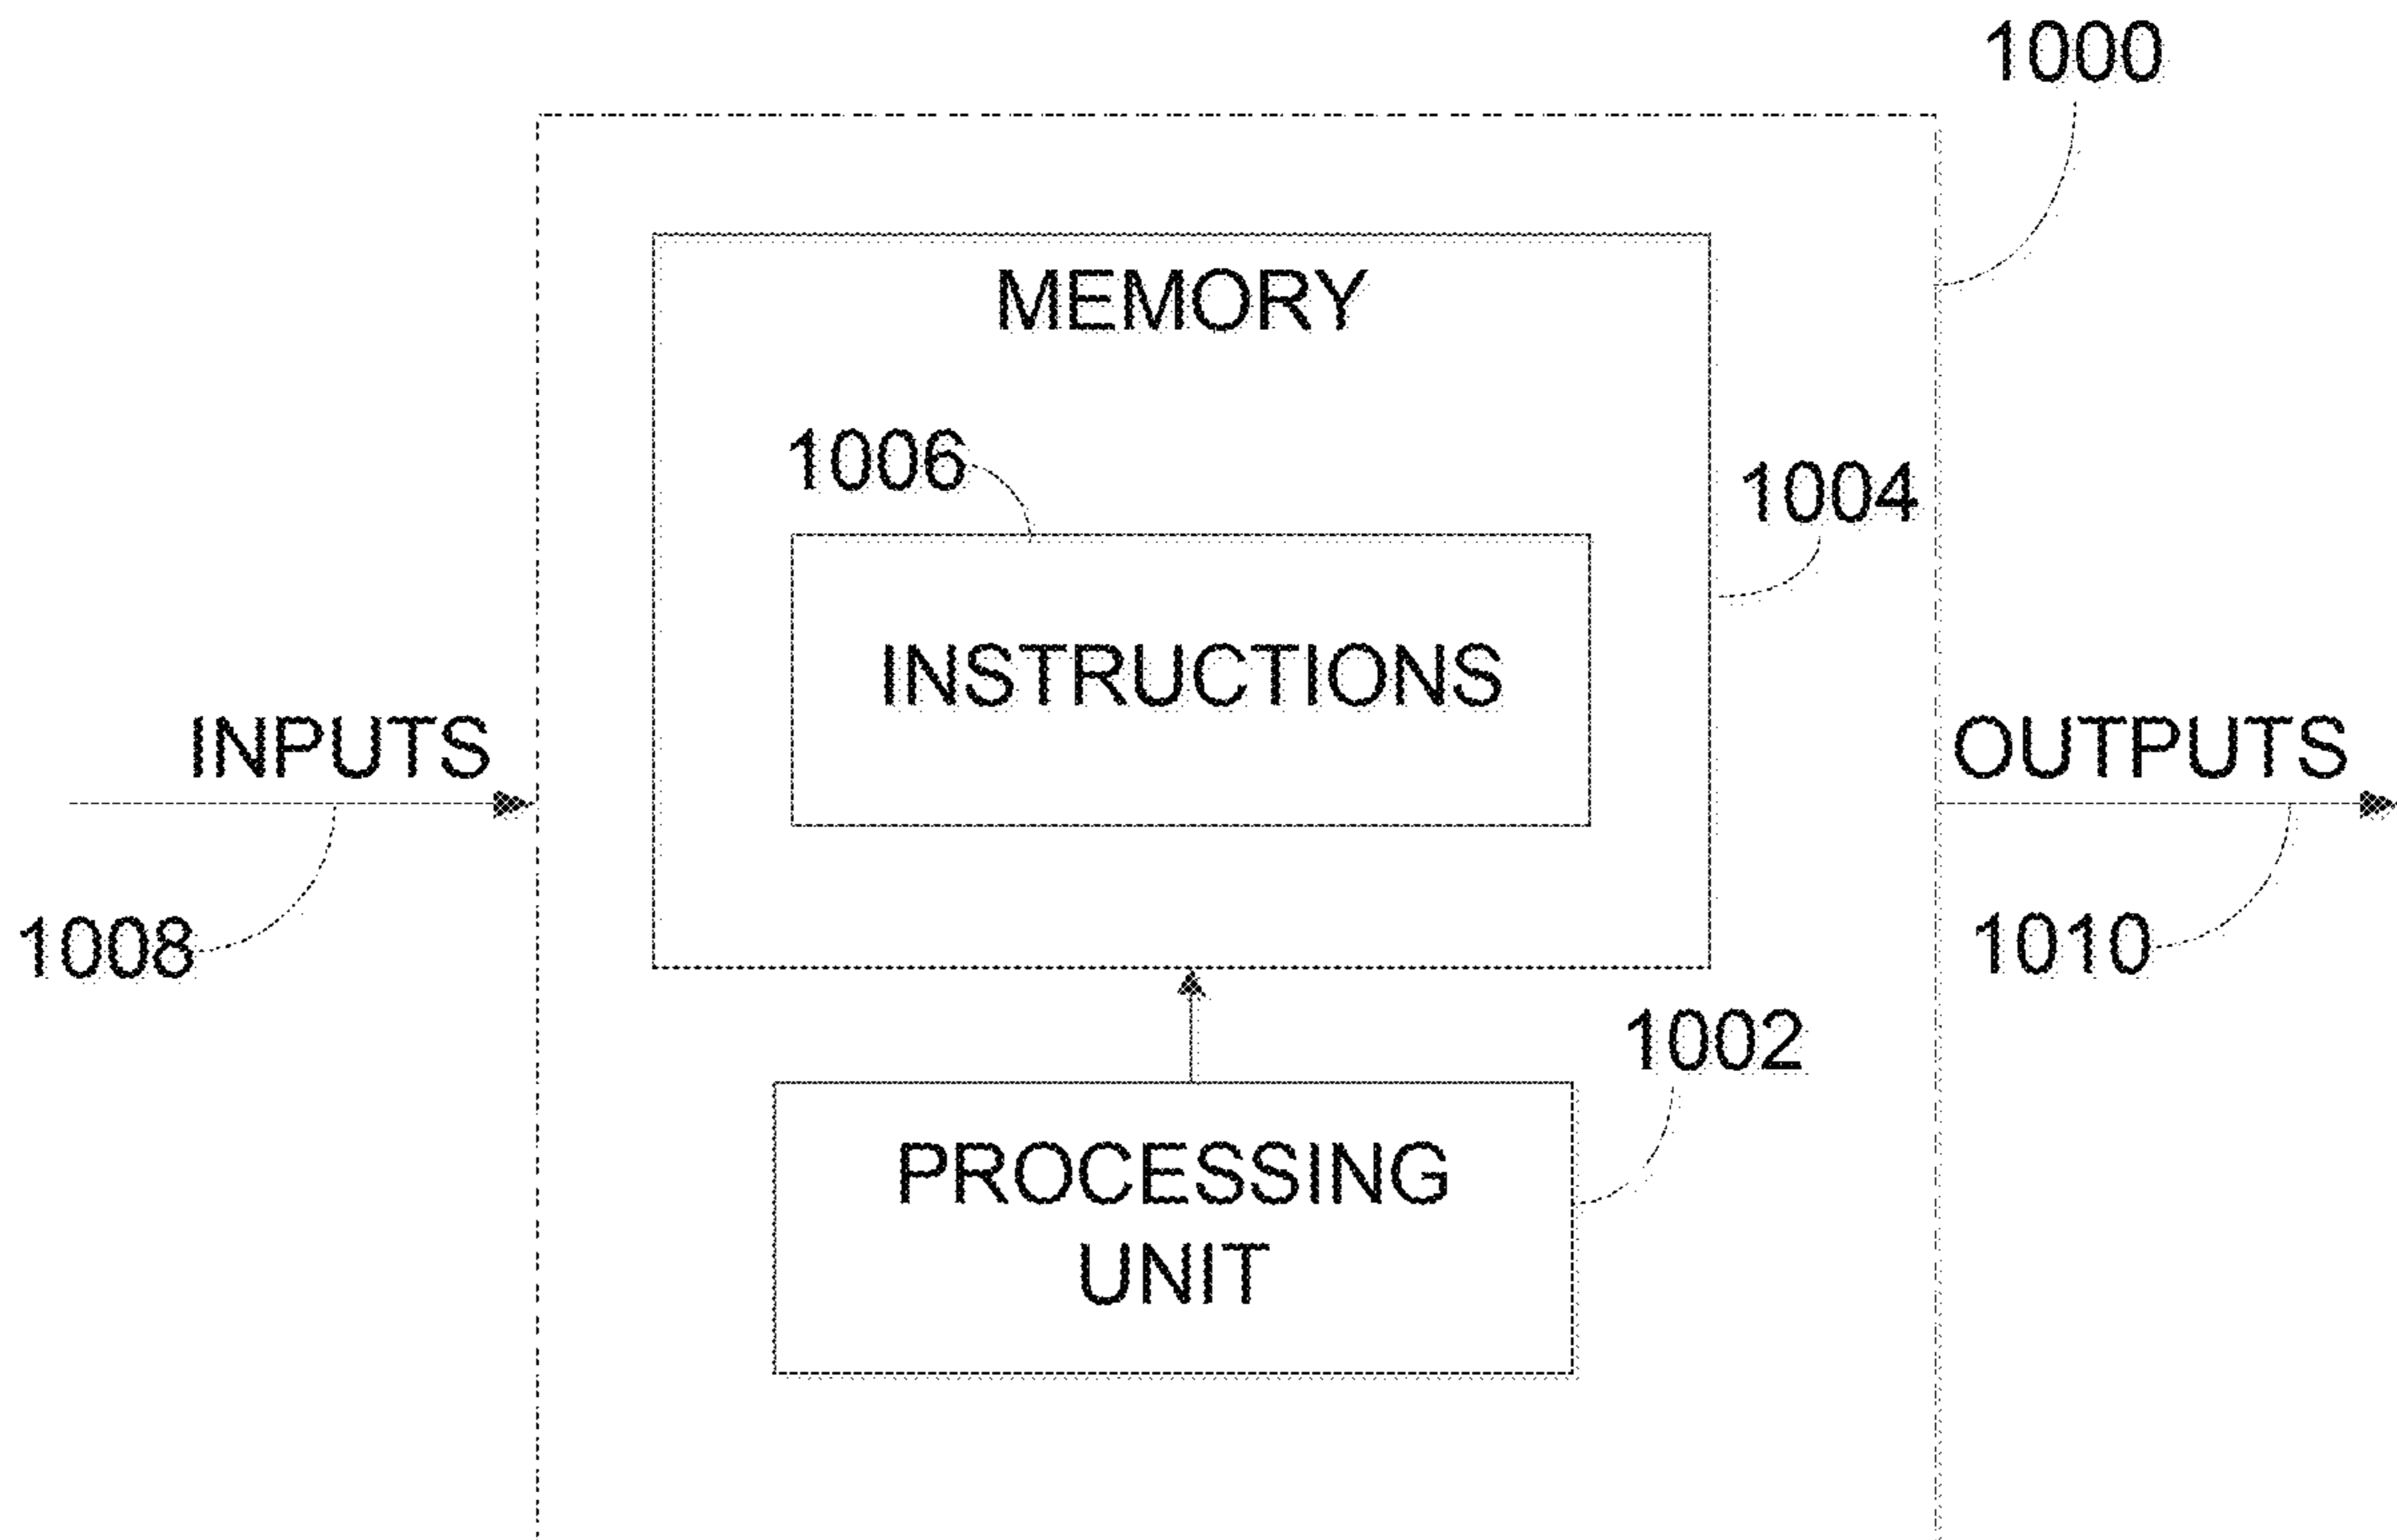 1000
MEMORY
1006
1004
INSTRUCTIONS
INPUTS
OUTPUTS
1008
1010
1002
PROCESSING
UNIT